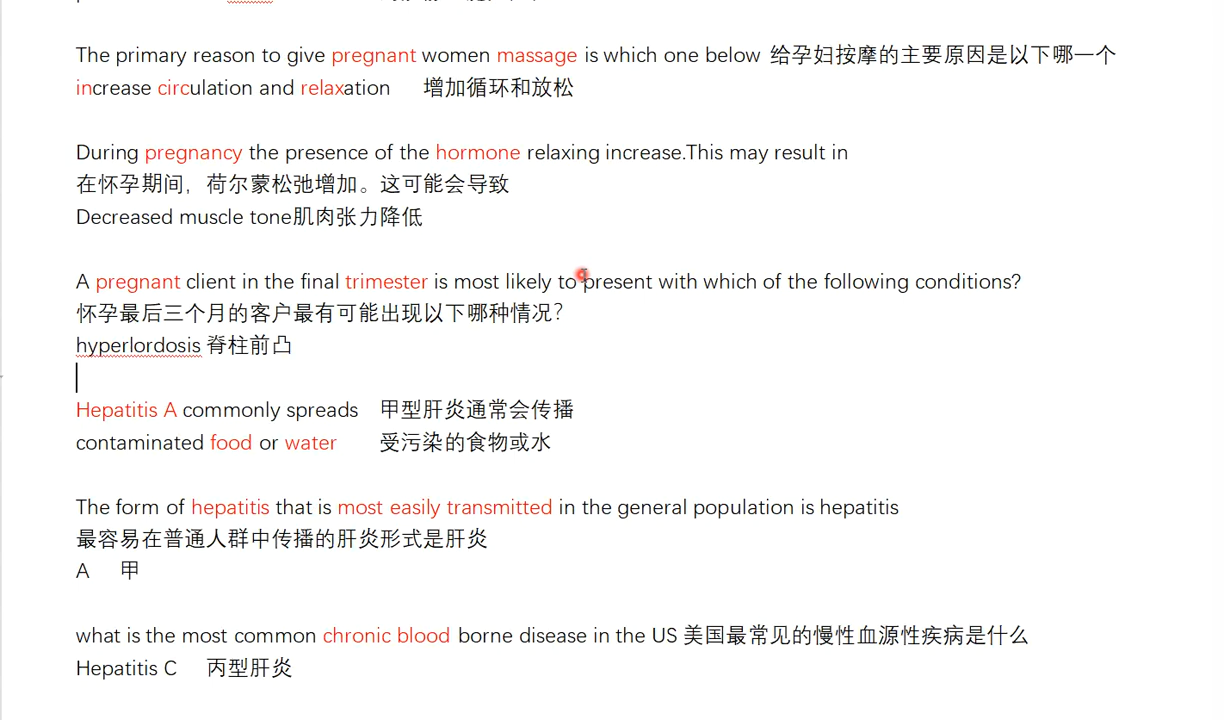 The primary reason to give pregnant women massage is which one below 给孕妇按摩的主要原因是以下哪一个
increase circulation and relaxation 增加循环和放松
During pregnancy the presence of the hormone relaxing increase.This may result in
在怀孕期间，荷尔蒙松弛增加。这可能会导致
Decreased muscle tone肌肉张力降低
A pregnant client in the final trimester is most likely to present with which of the following conditions?
怀孕最后三个月的客户最有可能出现以下哪种情况？
hyperlordosis 脊柱前凸
Hepatitis A commonly spreads 甲型肝炎通常会传播
contaminated food or water 受污染的食物或水
The form of hepatitis that is most easily transmitted in the general population is hepatitis
最容易在普通人群中传播的肝炎形式是肝炎
A 甲
what is the most common chronic blood borne disease in the US 美国最常见的慢性血源性疾病是什么
Hepatitis C 丙型肝炎